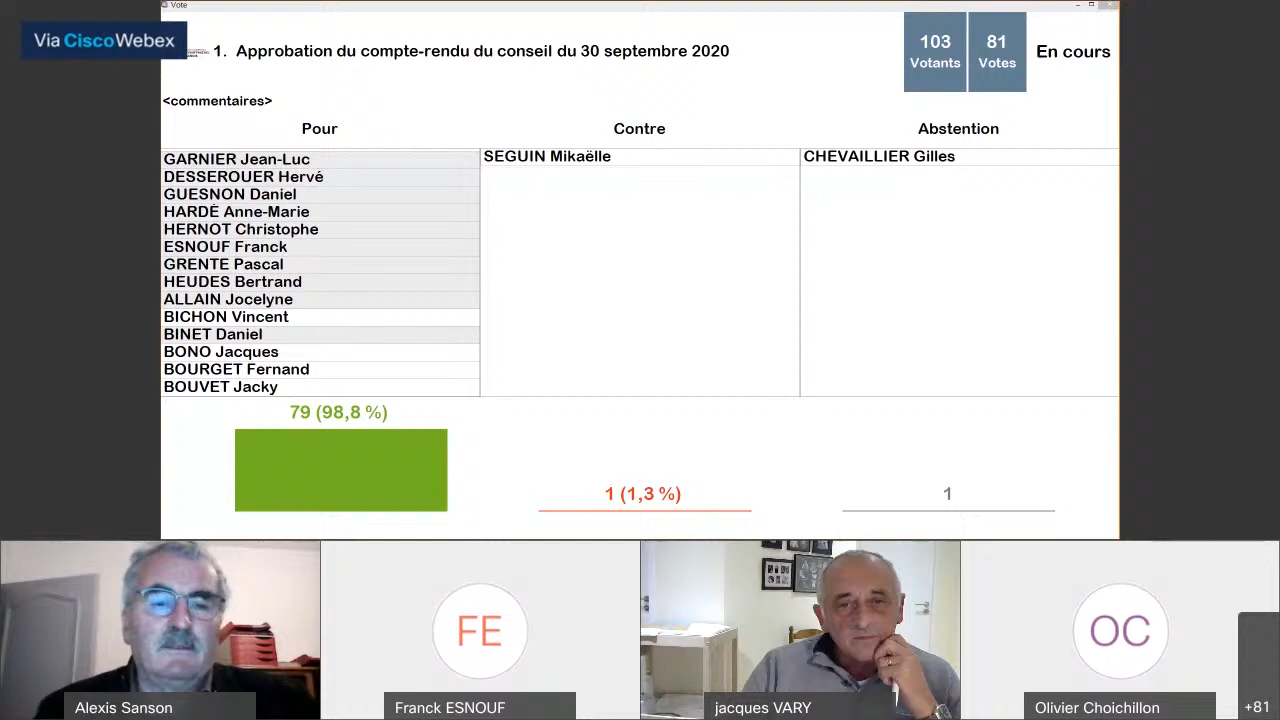 Vote
Via Cisco Webex
1. Approbation du compte-rendu du conseil du 30 septembre 2020
103
Votants
81
Votes
En cours
<commentaires>
Pour
Contre
Abstention
GARNIER Jean-Luc
DESSEROUER Hervé
GUESNON Daniel
HARDÉ Anne-Marie
HERNOT Christophe
ESNOUF Franck
GRENTE Pascal
HEUDES Bertrand
ALLAIN Jocelyne
BICHON Vincent
BINET Daniel
BONO Jacques
BOURGET Fernand
BOUVET Jacky
SEGUIN Mikaëlle
CHEVAILLIER Gilles
79 (98,8 %)
1 (1,3 %)
1
FE
OC
Alexis Sanson
Franck ESNOUF
jacques VARY
Olivier Choichillon
+81